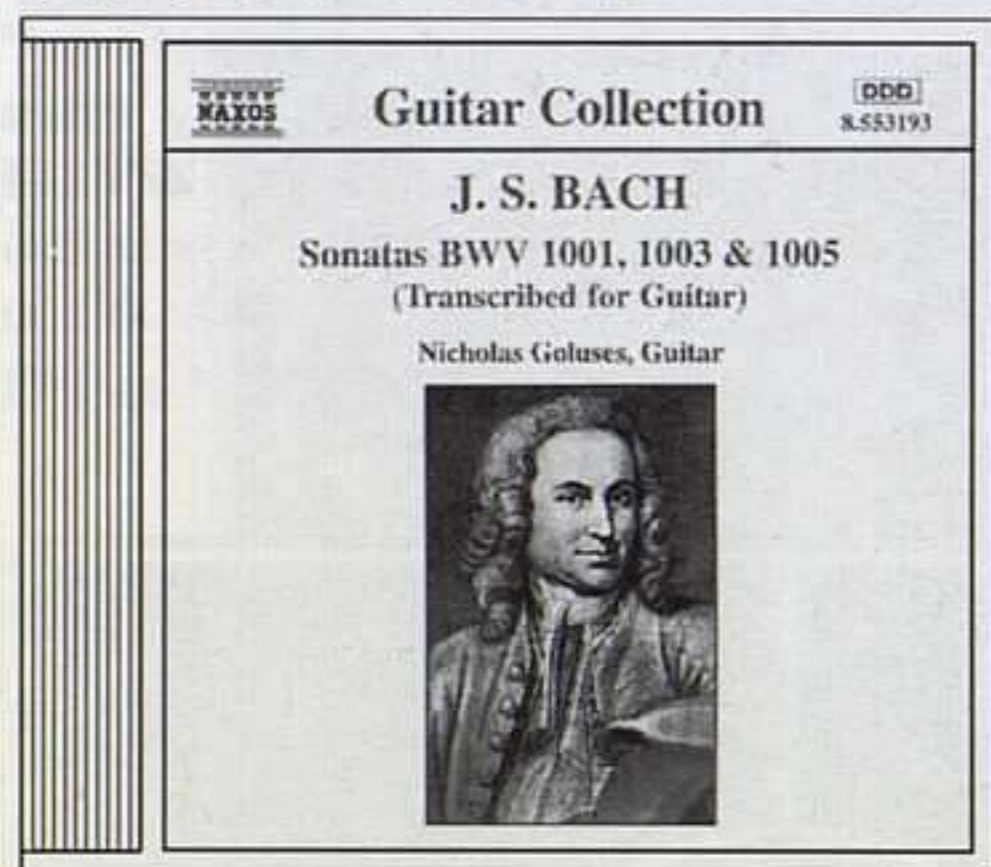 NAXOS
Guitar Collection
DDD
8.553193
J. S. BACH
Sonatas BWV 1001, 1003 & 1005
(Transcribed for Guitar)
Nicholas Goluses, Guitar